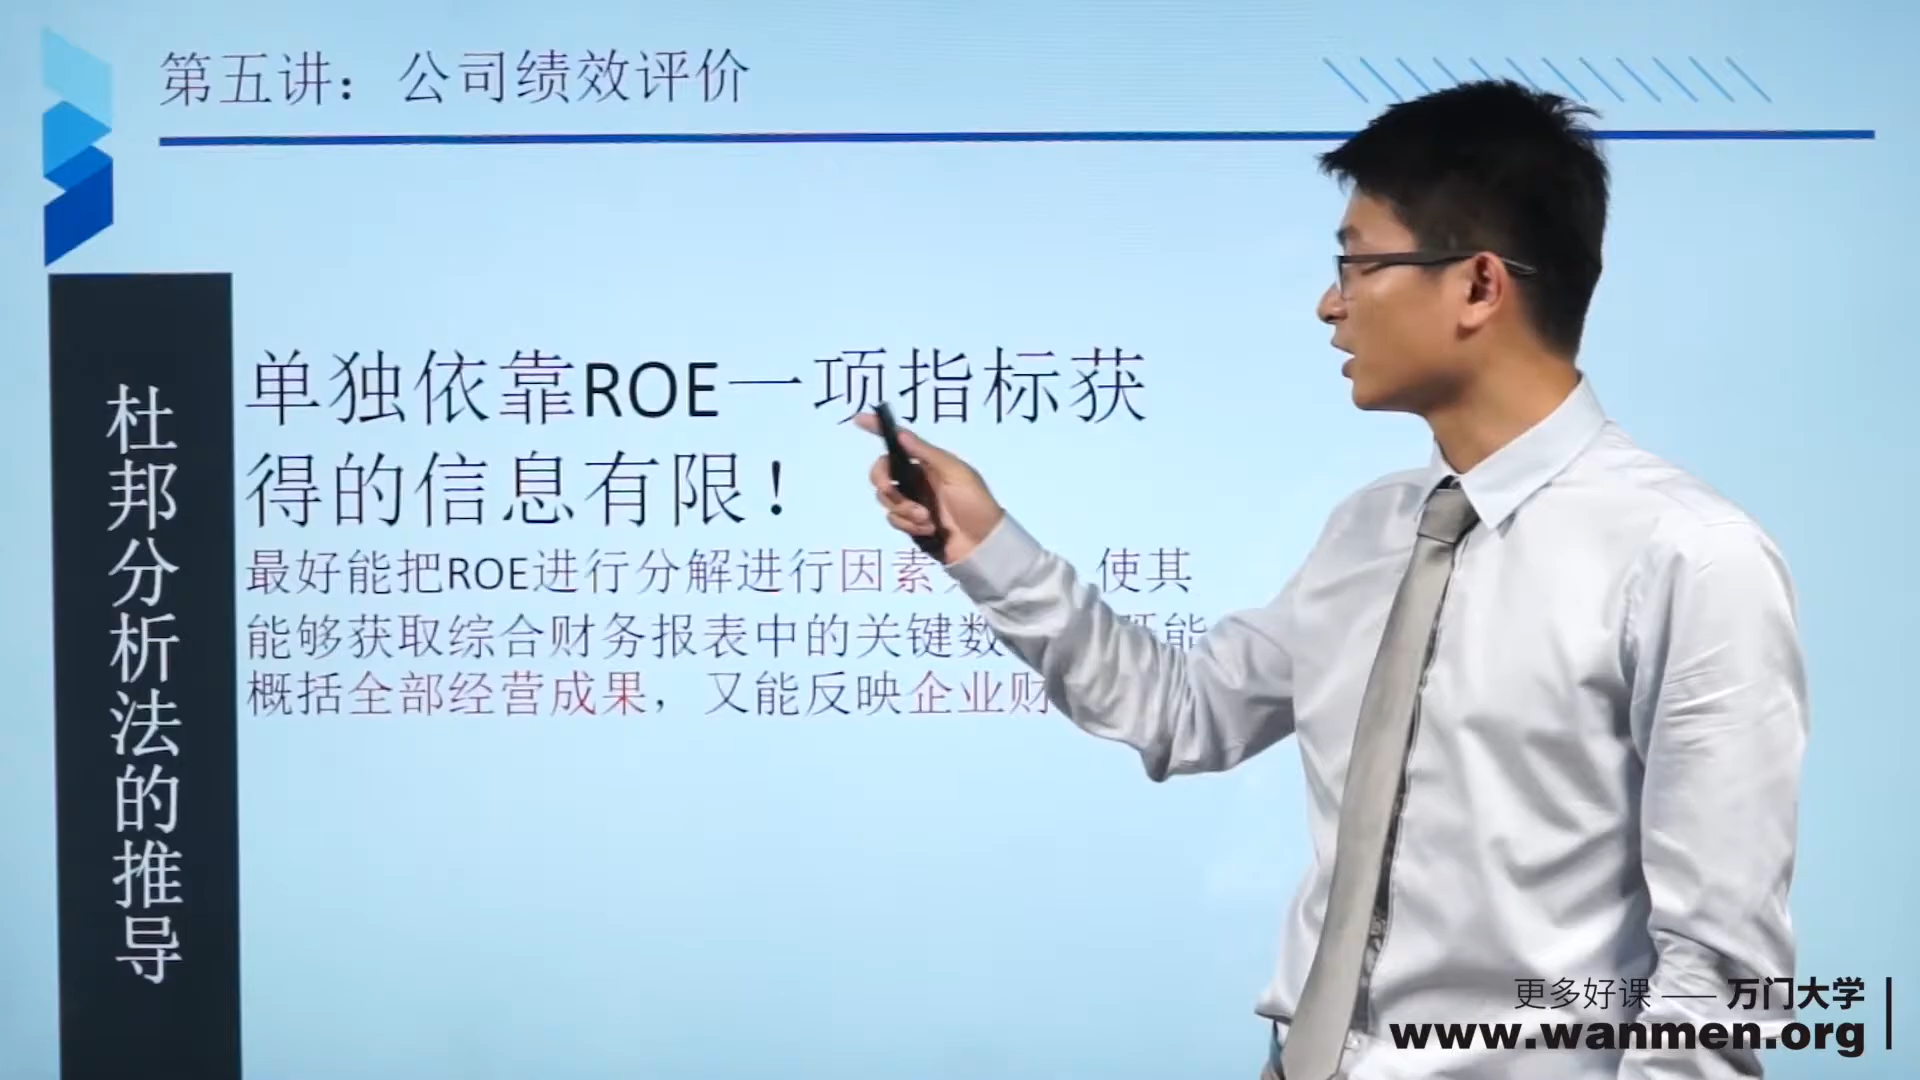 第五讲：公司绩效评价
杜邦分析法的推导
单独依靠ROE一项指标获
得的信息有限！
最好能把ROE进行分解进行因素 使其
能够获取综合财务报表中的关键数 既能
概括全部经营成果，又能反映企业财
更多好课 —— 万门大学
www.wanmen.org